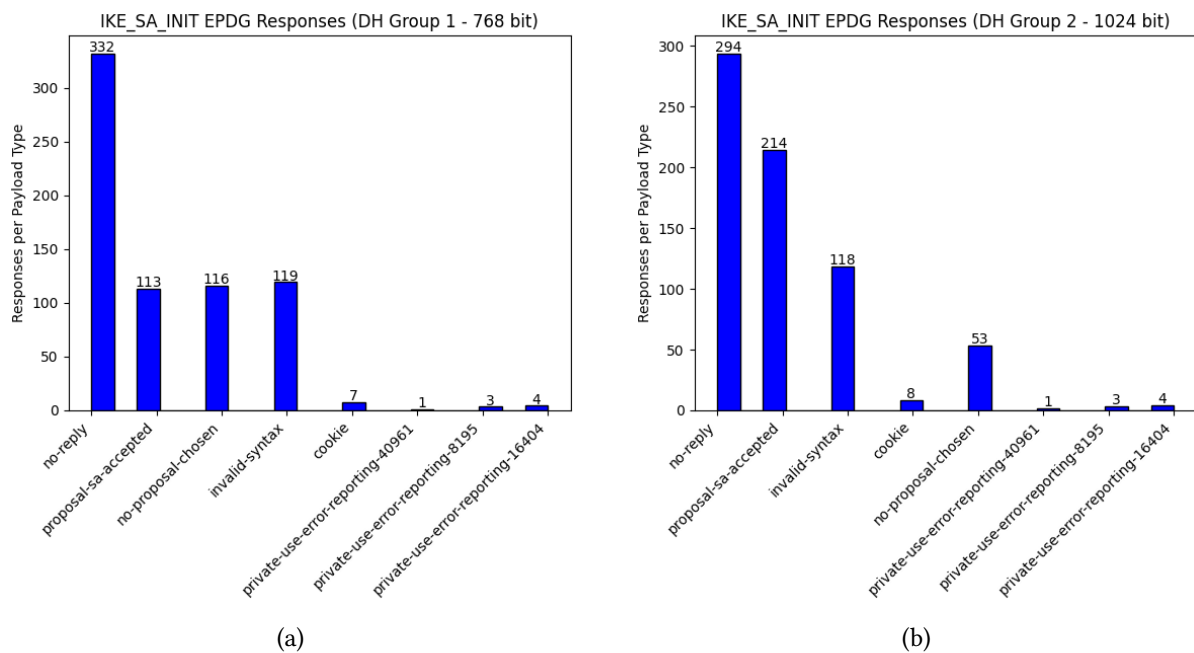 IKE_SA_INIT EPDG Responses (DH Group 1 - 768 bit)
Responses per Payload Type
300
250
200
150
100
50
0
332
113
116
119
7
1
3
4
no-reply
proposal-sa-accepted
no-proposal-chosen
invalid-syntax
cookie
private-use-error-reporting-40961
private-use-error-reporting-8195
private-use-error-reporting-16404
(a)
IKE_SA_INIT EPDG Responses (DH Group 2 - 1024 bit)
Responses per Payload Type
300
250
200
150
100
50
0
294
214
118
8
53
1
3
4
no-reply
proposal-sa-accepted
invalid-syntax
cookie
no-proposal-chosen
private-use-error-reporting-40961
private-use-error-reporting-8195
private-use-error-reporting-16404
(b)